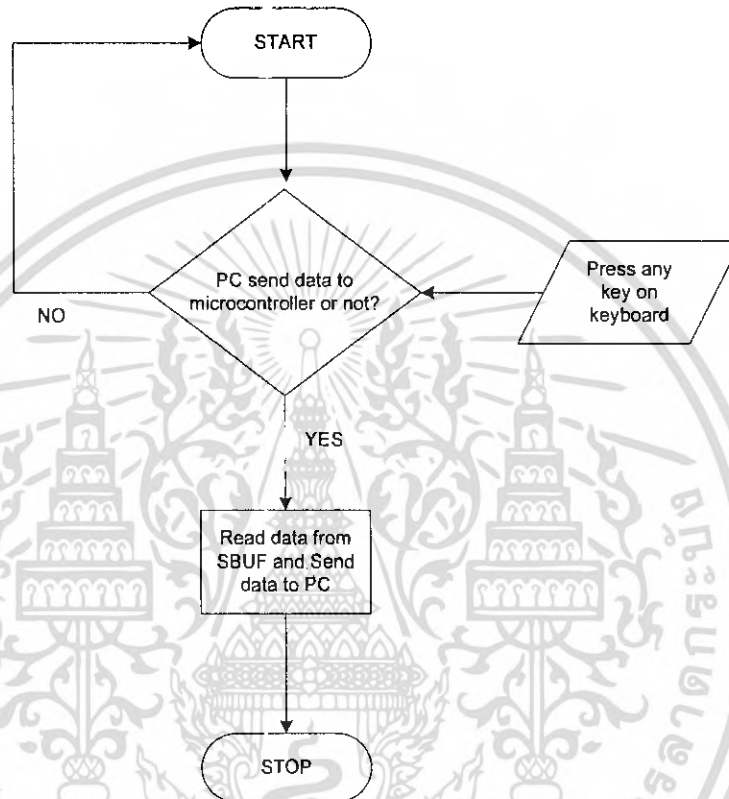 START
PC send data to
microcontroller or not?
Press any
key on
keyboard
NO
YES
Read data from
SBUF and Send
data to PC
STOP